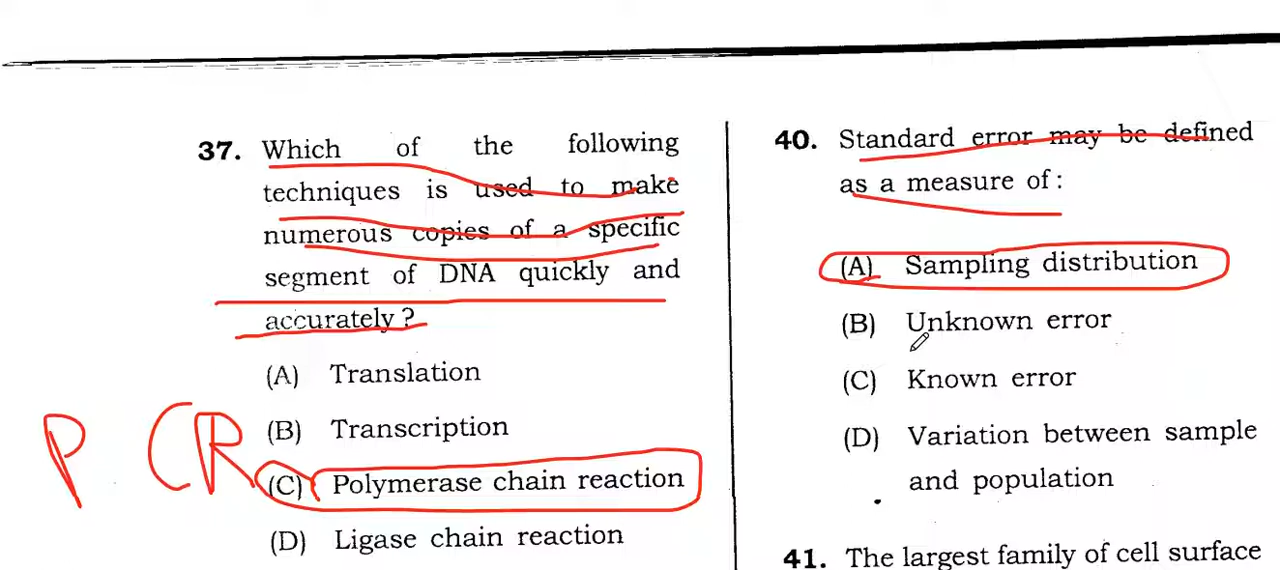 37. Which of the following
techniques is used to make
numerous copies of a specific
segment of DNA quickly and
accurately ?
(A) Translation
(B) Transcription
P CR
(C) Polymerase chain reaction
(D) Ligase chain reaction
40. Standard error may be defined
as a measure of :
(A) Sampling distribution
(B) Unknown error
(C) Known error
(D) Variation between sample
and population
41. The largest family of cell surface